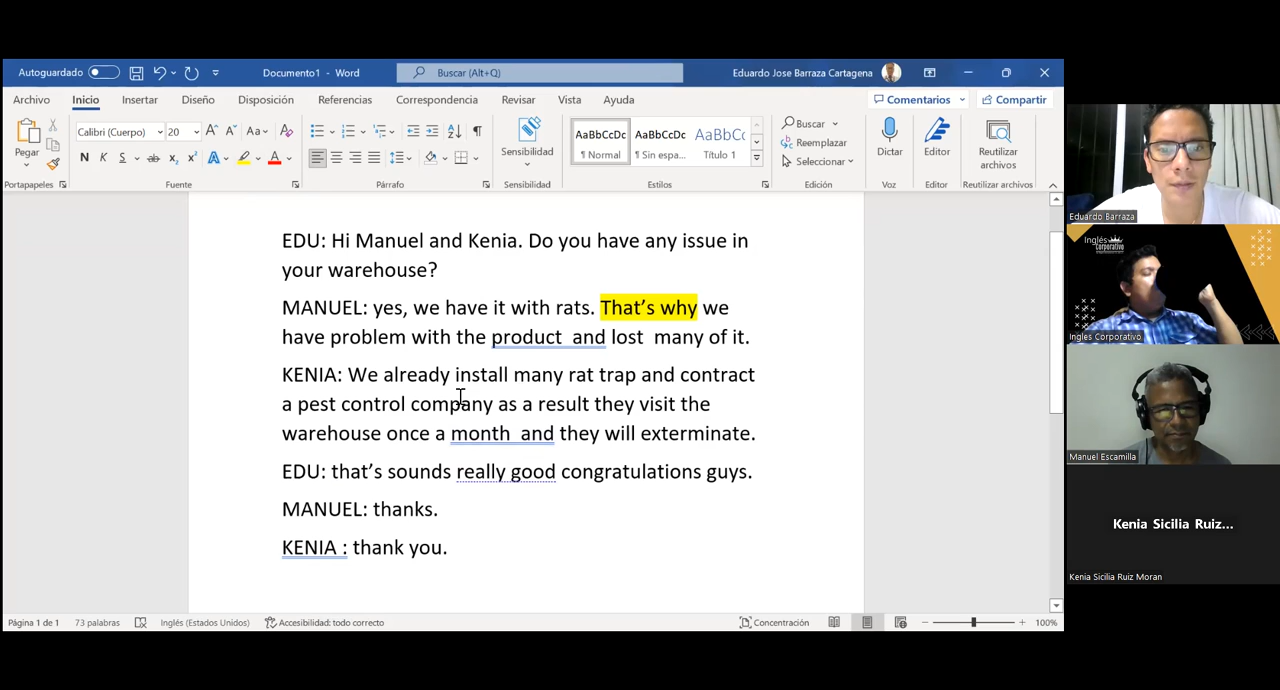 Autoguardado
Documento1 - Word
Buscar (Alt+Q)
Eduardo Jose Barraza Cartagena
Archivo Inicio Insertar Diseño Disposición Referencias Correspondencia Revisar Vista Ayuda
Comentarios Compartir
Pegar
Calibri (Cuerpo) 20
N K S
AaBbCcDc AaBbCcDc AaBbCc
¶ Normal ¶ Sin espa... Título 1
Sensibilidad
Buscar
Reemplazar
Seleccionar
Dictar
Editor
Reutilizar archivos
Portapapeles Fuente Párrafo Sensibilidad Estilos Edición Voz Editor Reutilizar archivos
EDU: Hi Manuel and Kenia. Do you have any issue in
your warehouse?
MANUEL: yes, we have it with rats. That’s why we
have problem with the product and lost many of it.
KENIA: We already install many rat trap and contract
a pest control company as a result they visit the
warehouse once a month and they will exterminate.
EDU: that’s sounds really good congratulations guys.
MANUEL: thanks.
KENIA : thank you.
Página 1 de 1 73 palabras Inglés (Estados Unidos) Accesibilidad: todo correcto Concentración 100%
Eduardo Barraza
Inglés
Corporativo
Ingles Corporativo
Manuel Escamilla
Kenia Sicilia Ruiz...
Kenia Sicilia Ruiz Moran